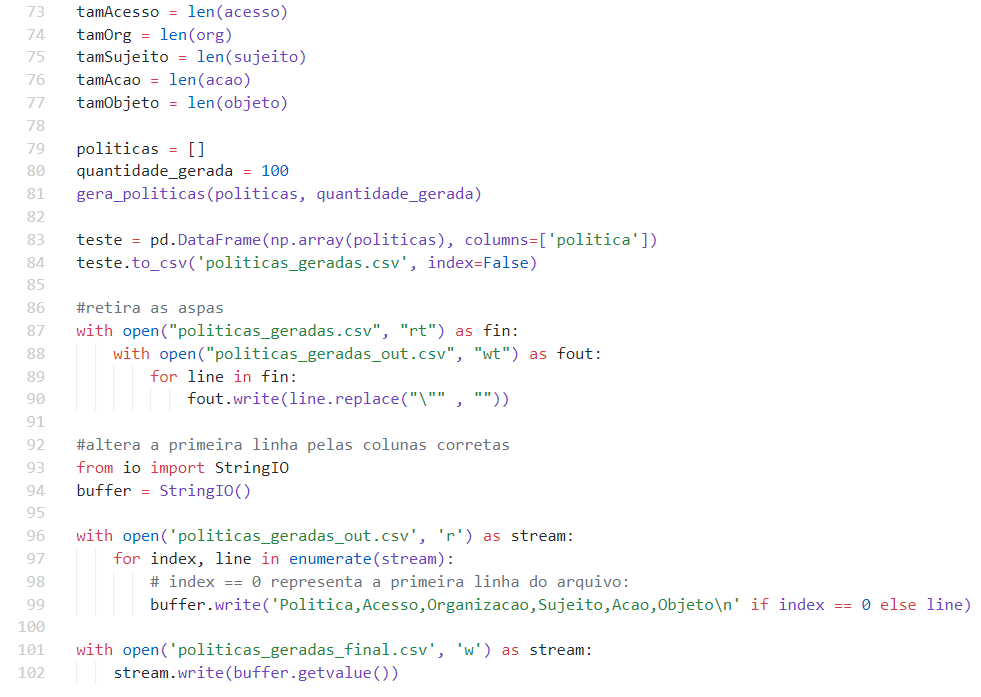 73 tamAcesso = len(acesso)
74 tamOrg = len(org)
75 tamSujeito = len(sujeito)
76 tamAcao = len(acao)
77 tamObjeto = len(objeto)
78
79 politicas = []
80 quantidade_gerada = 100
81 gera_politicas(politicas, quantidade_gerada)
82
83 teste = pd.DataFrame(np.array(politicas), columns=['politica'])
84 teste.to_csv('politicas_geradas.csv', index=False)
85
86 #retira as aspas
87 with open("politicas_geradas.csv", "rt") as fin:
88     with open("politicas_geradas_out.csv", "wt") as fout:
89         for line in fin:
90             fout.write(line.replace("\"" , ""))
91
92 #altera a primeira linha pelas colunas corretas
93 from io import StringIO
94 buffer = StringIO()
95
96 with open('politicas_geradas_out.csv', 'r') as stream:
97     for index, line in enumerate(stream):
98         # index == 0 representa a primeira linha do arquivo:
99         buffer.write('Politica,Acesso,Organizacao,Sujeito,Acao,Objeto\n' if index == 0 else line)
100
101 with open('politicas_geradas_final.csv', 'w') as stream:
102     stream.write(buffer.getvalue())